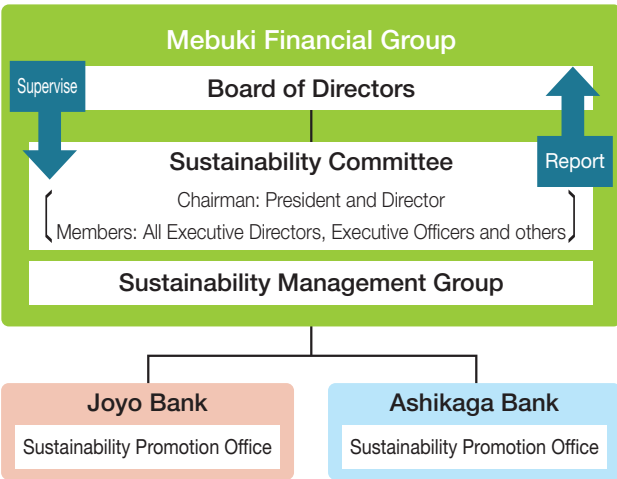 Mebuki Financial Group
Supervise
Board of Directors
Sustainability Committee
Report
Chairman: President and Director
Members: All Executive Directors, Executive Officers and others
Sustainability Management Group
Joyo Bank
Sustainability Promotion Office
Ashikaga Bank
Sustainability Promotion Office